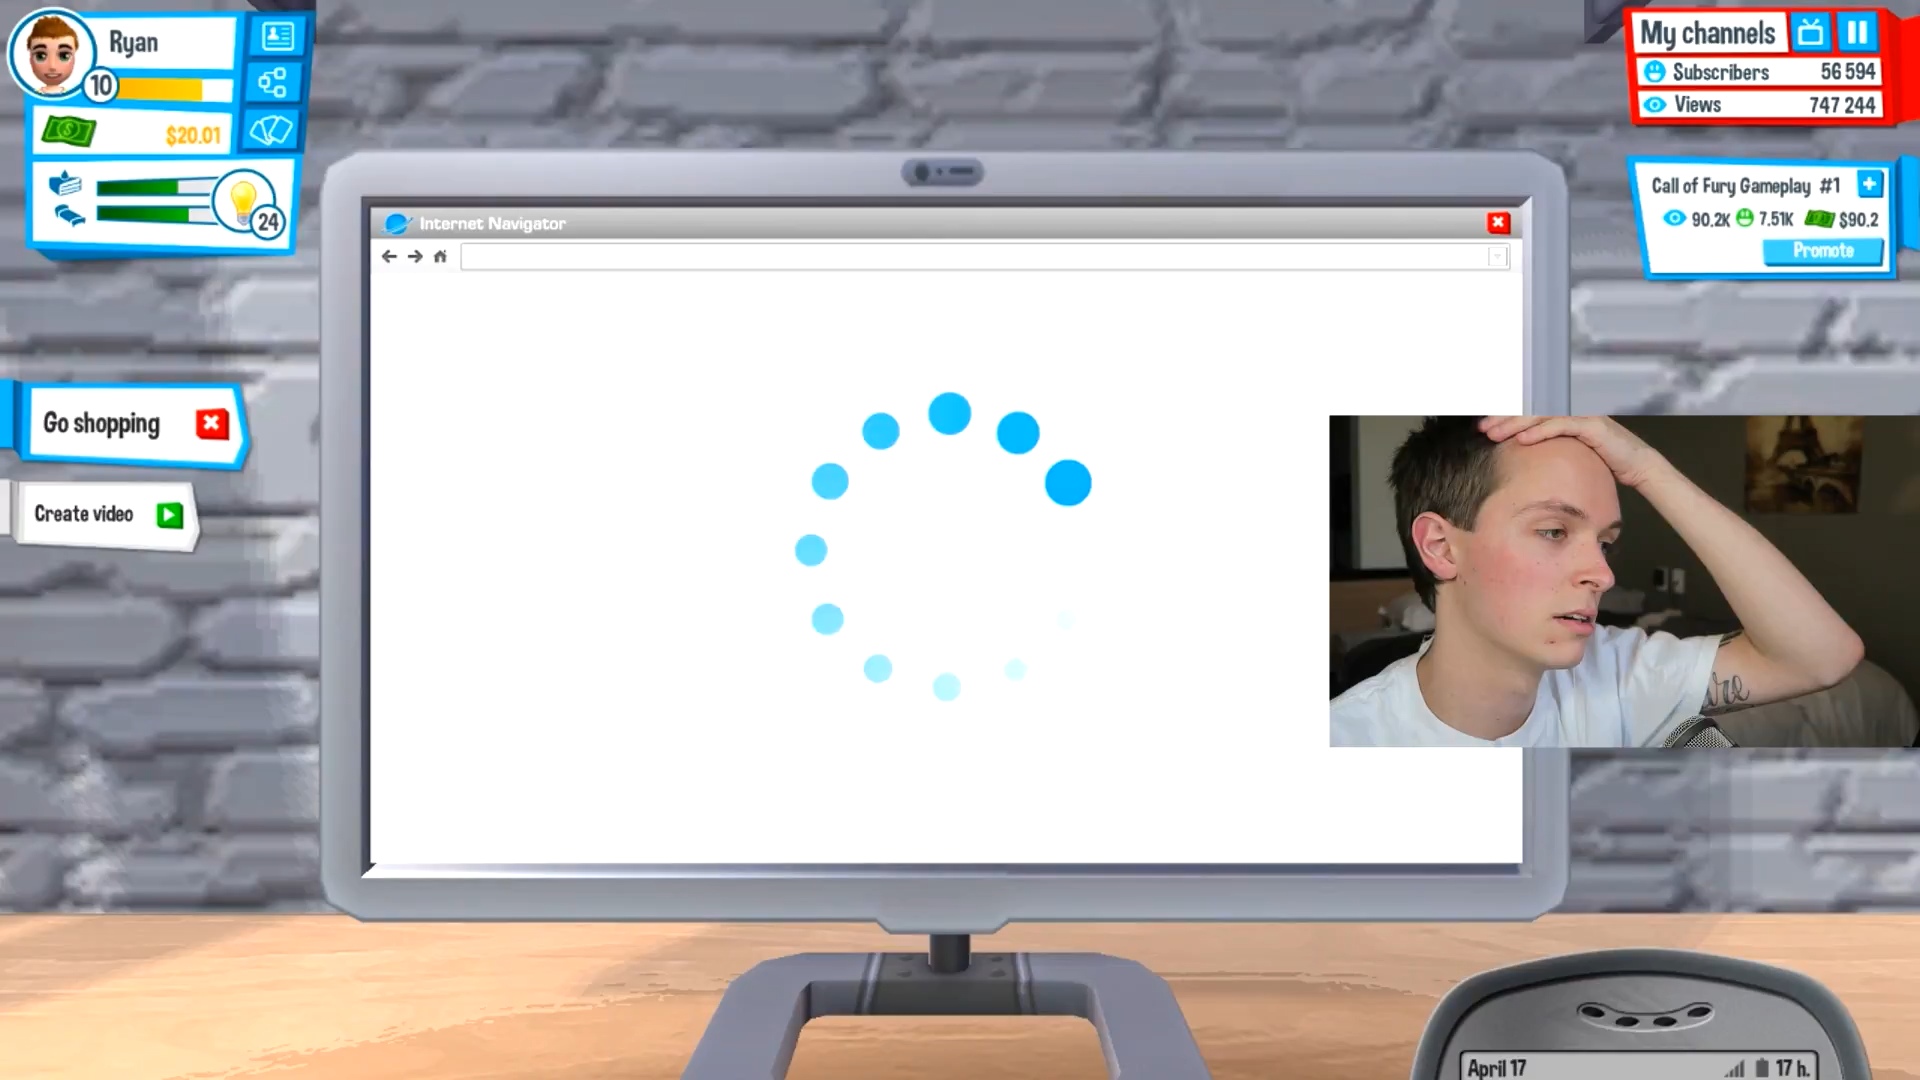 Ryan
10
$20.01
24
My channels
Subscribers 56 594
Views 747 244
Call of Fury Gameplay #1
90.2K 7.51K $90.2
Promote
Internet Navigator
Go shopping
Create video
April 17 17 h.